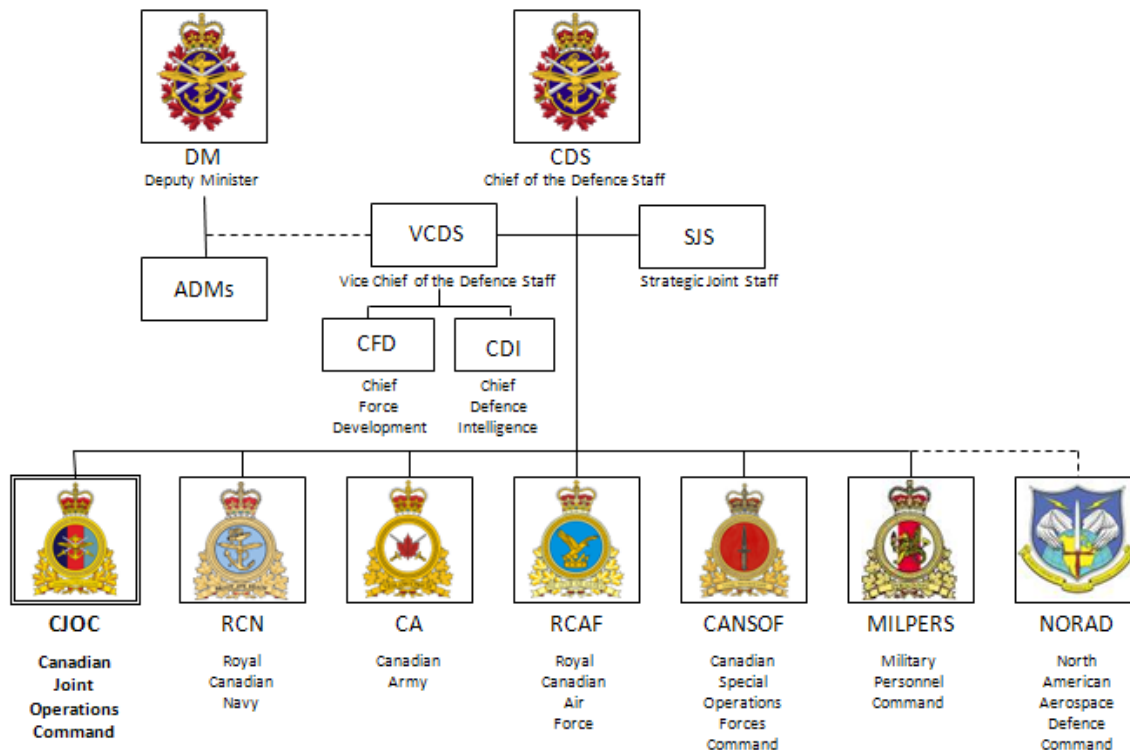 DM
Deputy Minister
CDS
Chief of the Defence Staff
VCDS
Vice Chief of the Defence Staff
SJS
Strategic Joint Staff
ADMs
CFD
Chief
Force
Development
CDI
Chief
Defence
Intelligence
CJOC
Canadian
Joint
Operations
Command
RCN
Royal
Canadian
Navy
CA
Canadian
Army
RCAF
Royal
Canadian
Air
Force
CANSOF
Canadian
Special
Operations
Forces
Command
MILPERS
Military
Personnel
Command
NORAD
North
American
Aerospace
Defence
Command